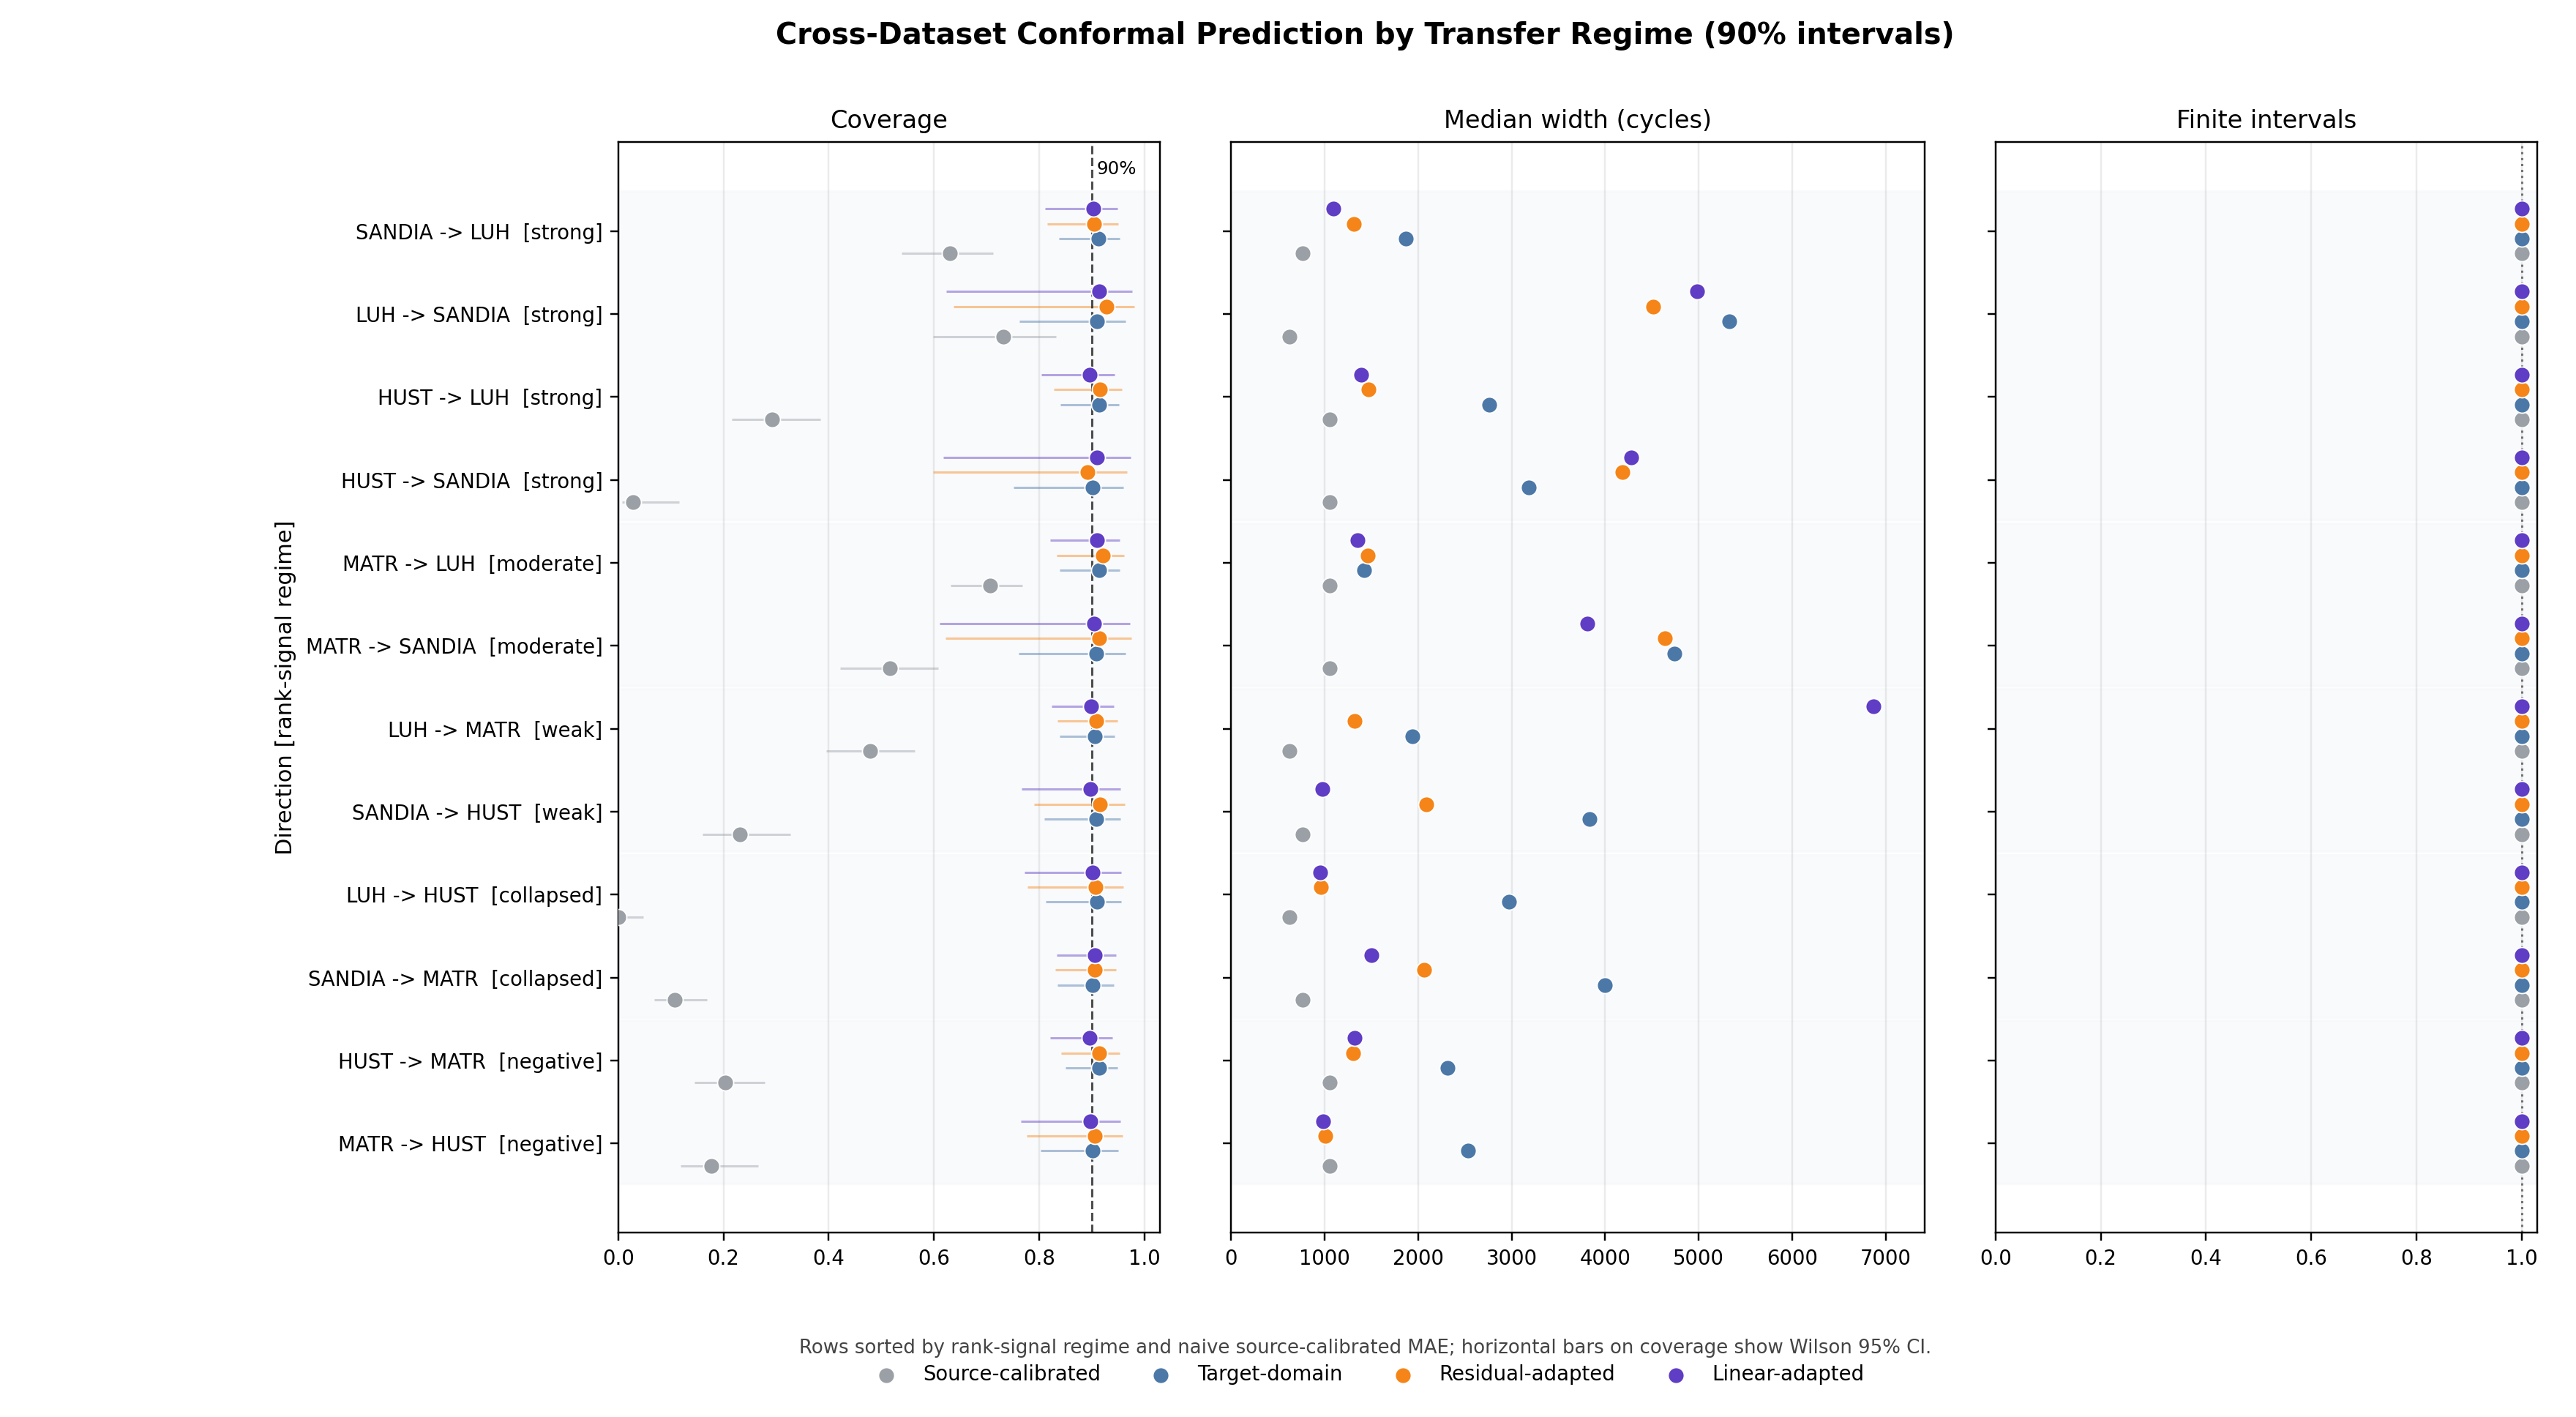 Cross-Dataset Conformal Prediction by Transfer Regime (90% intervals)
Coverage
Median width (cycles)
Finite intervals
90%
Direction [rank-signal regime]
SANDIA -> LUH [strong]
LUH -> SANDIA [strong]
HUST -> LUH [strong]
HUST -> SANDIA [strong]
MATR -> LUH [moderate]
MATR -> SANDIA [moderate]
LUH -> MATR [weak]
SANDIA -> HUST [weak]
LUH -> HUST [collapsed]
SANDIA -> MATR [collapsed]
HUST -> MATR [negative]
MATR -> HUST [negative]
0.0 0.2 0.4 0.6 0.8 1.0
0 1000 2000 3000 4000 5000 6000 7000
0.0 0.2 0.4 0.6 0.8 1.0
Rows sorted by rank-signal regime and naive source-calibrated MAE; horizontal bars on coverage show Wilson 95% CI.
Source-calibrated Target-domain Residual-adapted Linear-adapted